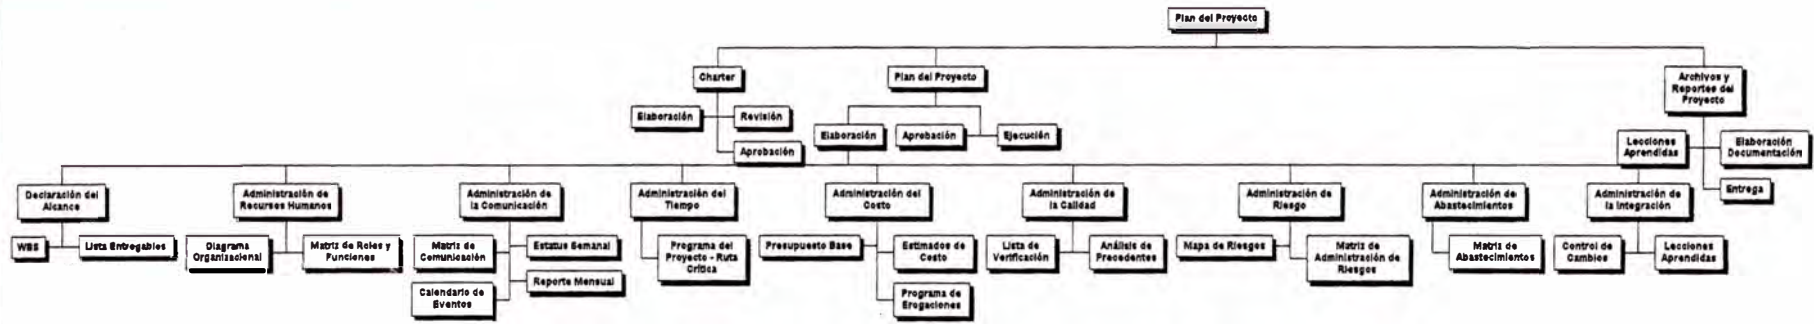 Plan del Proyecto
Charter
Plan del Proyecto
Archivos y
Reportes del
Proyecto
Elaboración
Revisión
Aprobación
Elaboración
Aprobación
Ejecución
Lecciones
Aprendidas
Elaboración
Documentación
Entrega
Declaración del
Alcance
Administración de
Recursos Humanos
Administración de
la Comunicación
Administración del
Tiempo
Administración del
Costo
Administración de
la Calidad
Administración de
Riesgo
Administración de
Abastecimientos
Administración de
la Integración
WBS
Lista Entregables
Diagrama
Organizacional
Matriz de Roles y
Funciones
Matriz de
Comunicación
Estatus Semanal
Calendario de
Eventos
Reporte Mensual
Programa del
Proyecto - Ruta
Crítica
Presupuesto Base
Estimados de
Costo
Programa de
Erogaciones
Lista de
Verificación
Análisis de
Precedentes
Mapa de Riesgos
Matriz de
Administración de
Riesgos
Matriz de
Abastecimientos
Control de
Cambios
Lecciones
Aprendidas